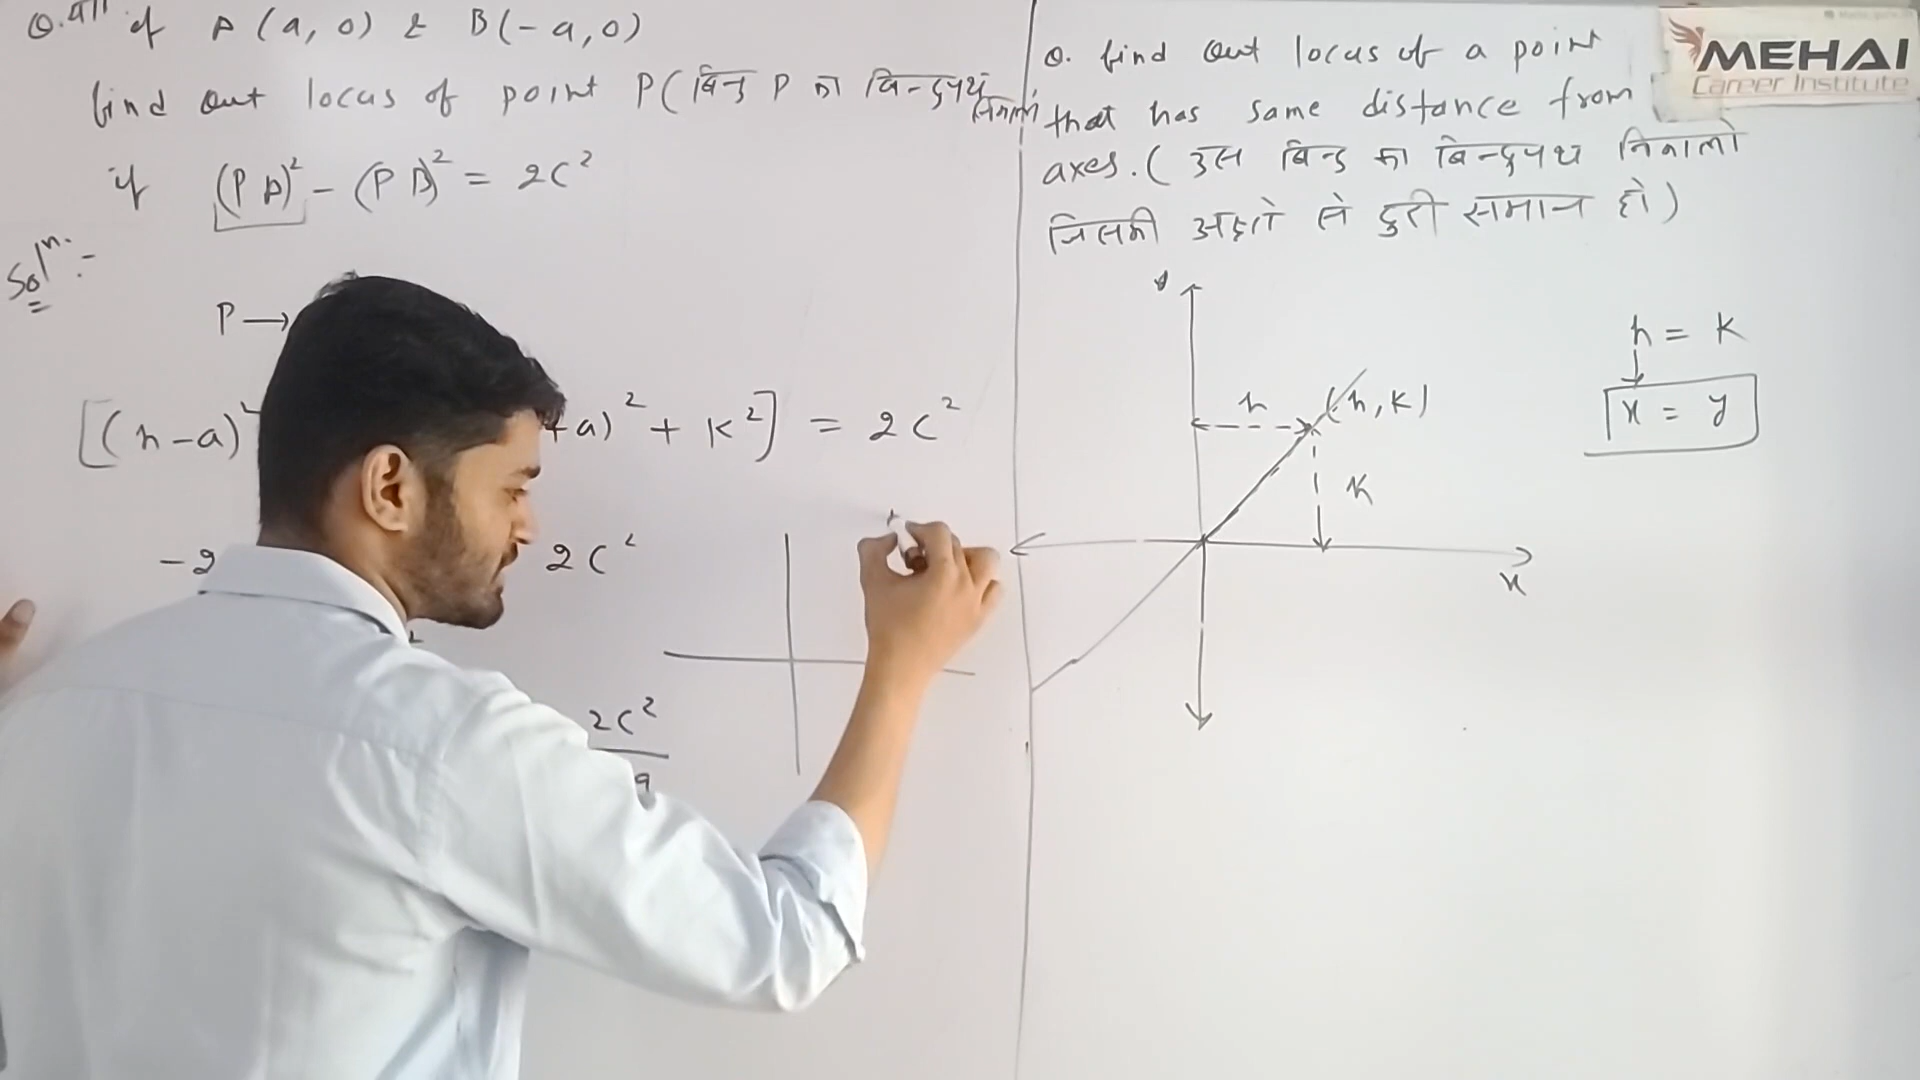 if A (a, 0) & B (-a, 0)
find out locus of point P (बिन्दु P का बिन्दुपथ निकालो
if (PA)² - (PB)² = 2c²
Solⁿ:-
P →
[(h-a)² +a)² + k²] = 2c²
-2 2c²
2c²
a
Q. find out locus of a point
that has same distance from
axes. ( उस बिन्दु का बिन्दुपथ निकालो
जिसकी अक्षो से दुरी समान हो )
h = k
x = y
(h, k)
h
k
x
MEHAI
Career Institute